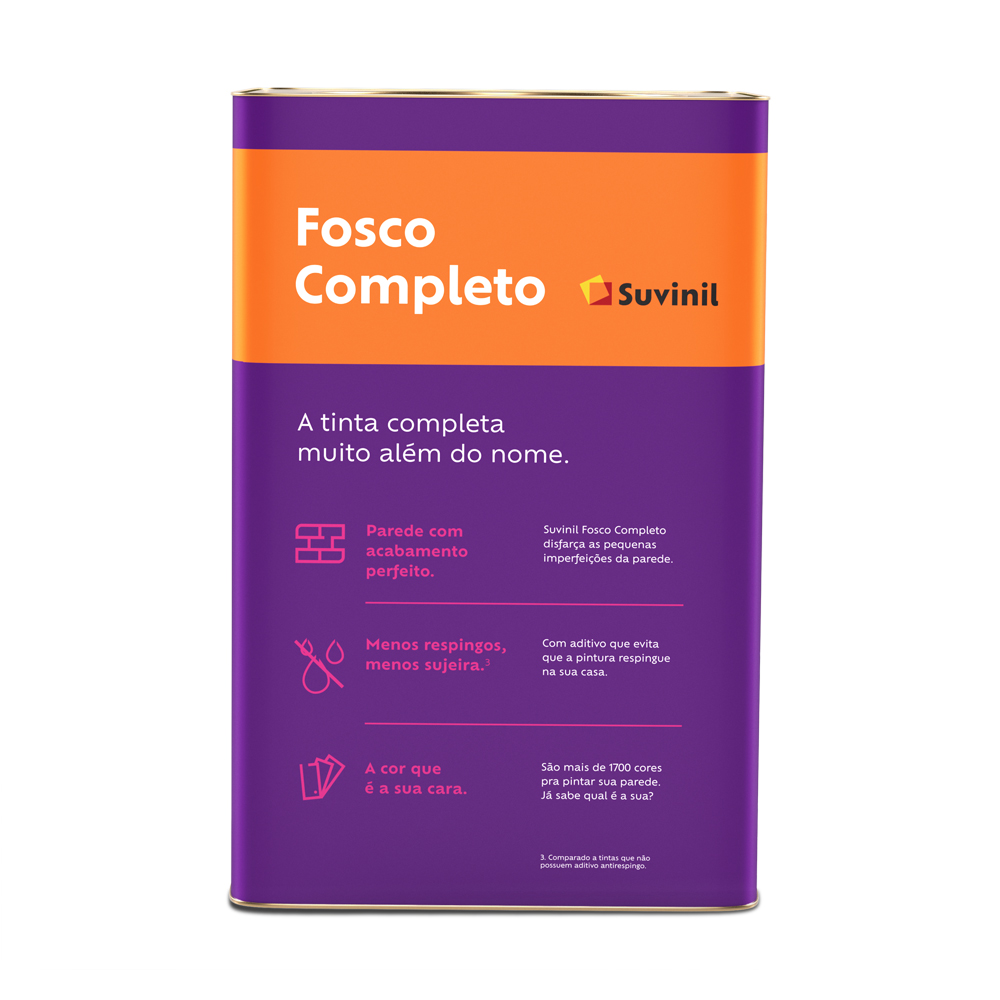 Fosco
Completo
Suvinil
A tinta completa
muito além do nome.
Parede com
acabamento
perfeito.
Suvinil Fosco Completo
disfarça as pequenas
imperfeições da parede.
Menos respingos,
menos sujeira.³
Com aditivo que evita
que a pintura respingue
na sua casa.
A cor que
é a sua cara.
São mais de 1700 cores
pra pintar sua parede.
Já sabe qual é a sua?
3. Comparado a tintas que não
possuem aditivo antirespingo.